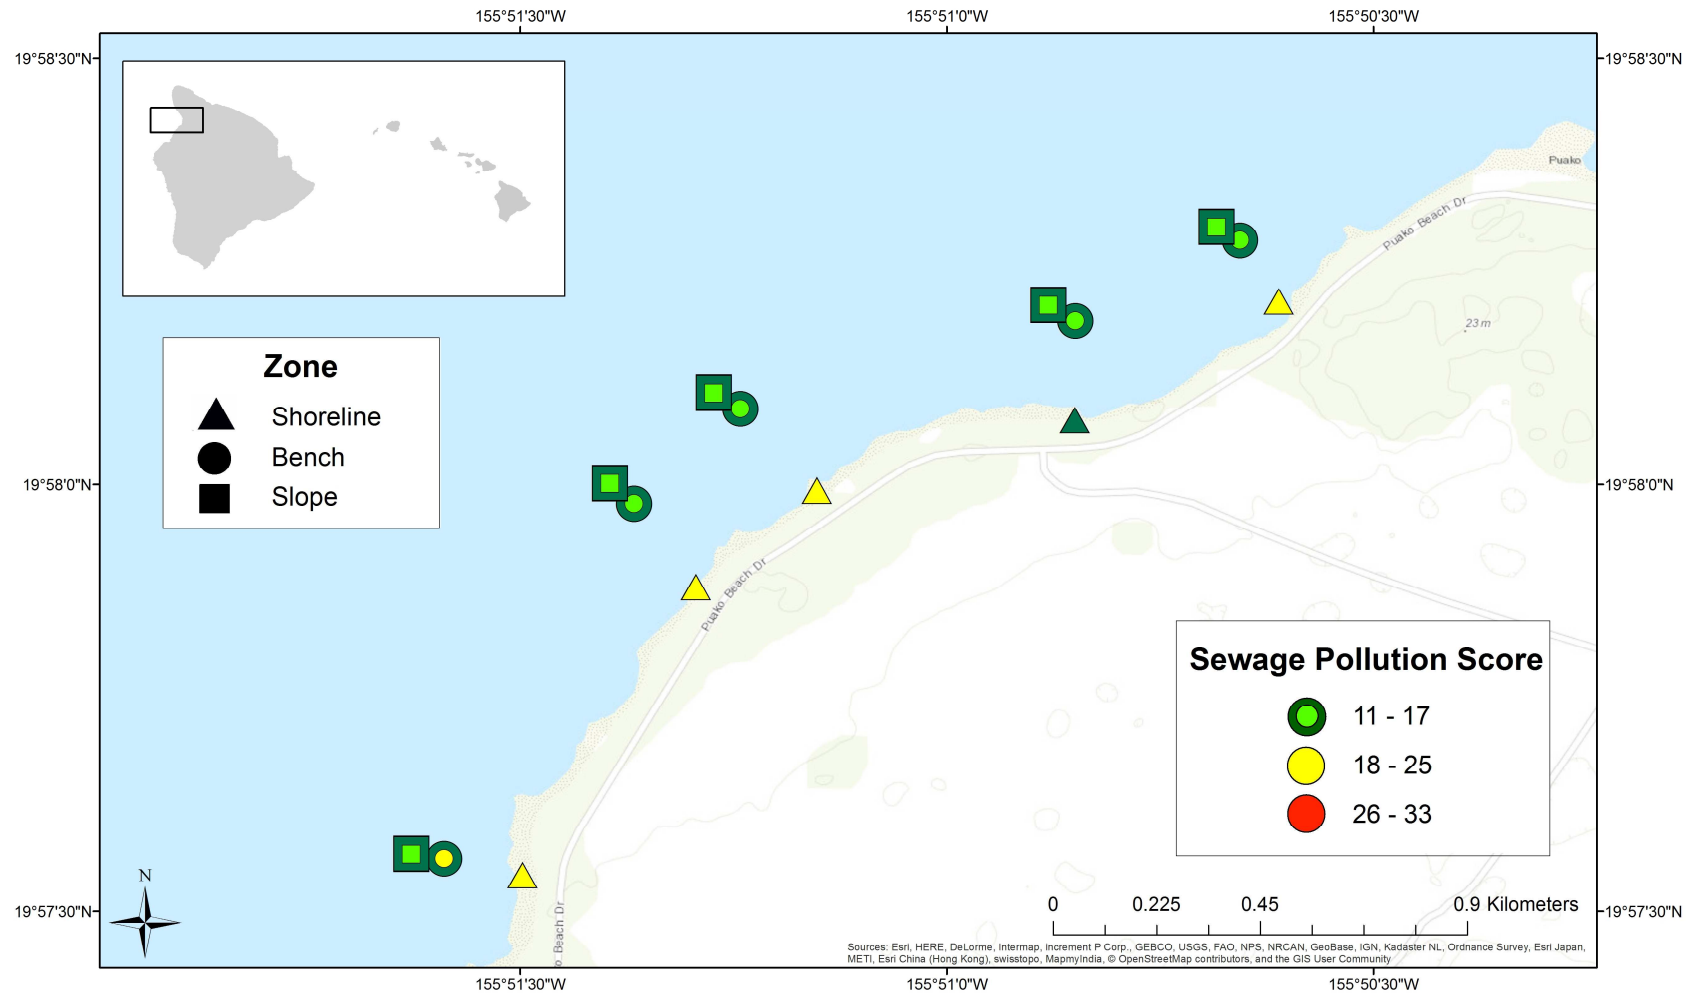 155°51'30"W
155°51'0"W
155°50'30"W
19°58'30"N
19°58'30"N
Puako
Puako Beach Dr
23 m
Zone
Shoreline
Bench
Slope
19°58'0"N
19°58'0"N
Puako Beach Dr
Sewage Pollution Score
11 - 17
18 - 25
26 - 33
N
0 0.225 0.45 0.9 Kilometers
19°57'30"N
19°57'30"N
o Beach Dr
Sources: Esri, HERE, DeLorme, Intermap, increment P Corp., GEBCO, USGS, FAO, NPS, NRCAN, GeoBase, IGN, Kadaster NL, Ordnance Survey, Esri Japan,
METI, Esri China (Hong Kong), swisstopo, MapmyIndia, © OpenStreetMap contributors, and the GIS User Community
155°51'30"W
155°51'0"W
155°50'30"W